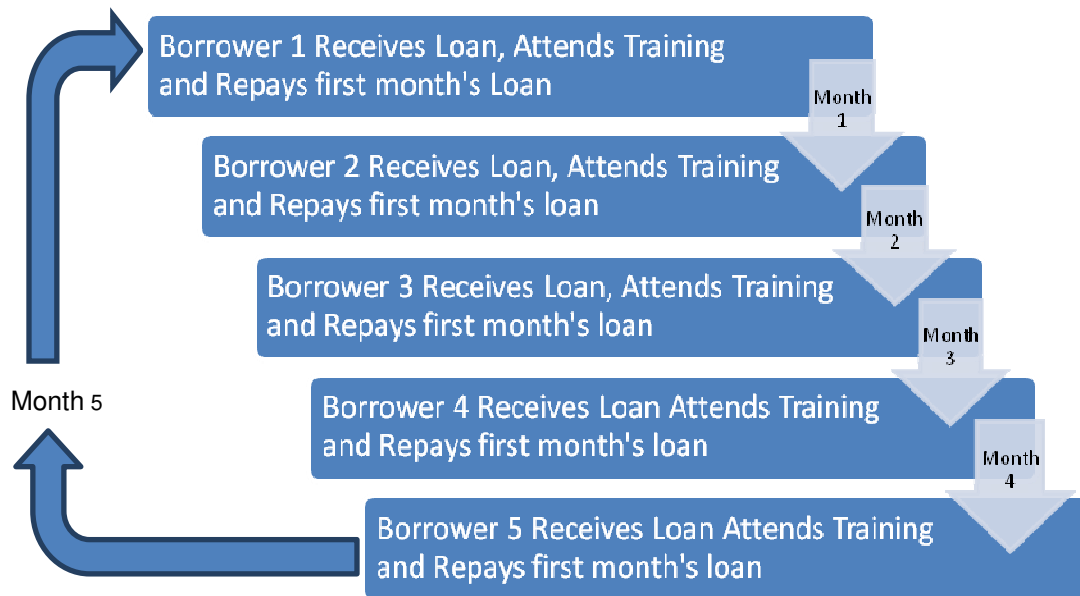 Borrower 1 Receives Loan, Attends Training
and Repays first month's Loan
Month
1
Borrower 2 Receives Loan, Attends Training
and Repays first month's loan
Month
2
Borrower 3 Receives Loan, Attends Training
and Repays first month's loan
Month
3
Month 5
Borrower 4 Receives Loan Attends Training
and Repays first month's loan
Month
4
Borrower 5 Receives Loan Attends Training
and Repays first month's loan